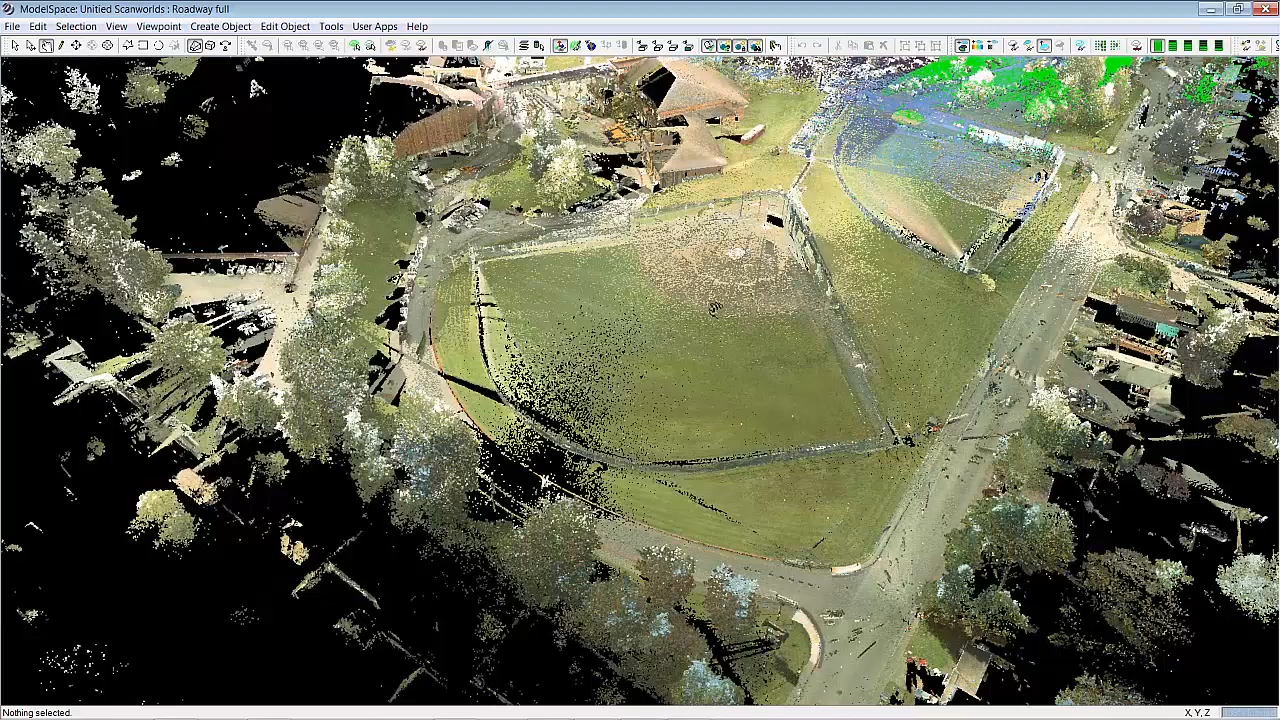 ModelSpace: Unitied Scanworlds : Roadway full
File Edit Selection View Viewpoint Create Object Edit Object Tools User Apps Help
Nothing selected. X, Y, Z